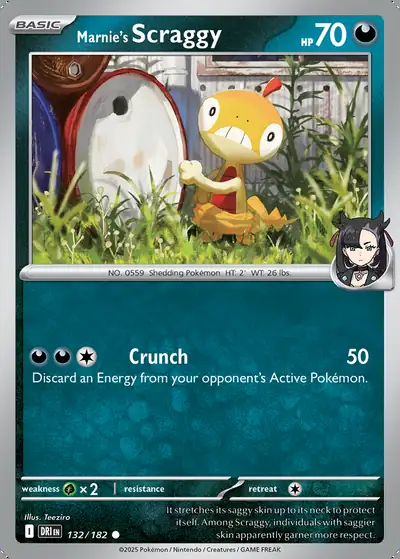 BASIC
Marnie's Scraggy HP 70
NO. 0559 Shedding Pokémon HT: 2' WT: 26 lbs.
Crunch 50
Discard an Energy from your opponent's Active Pokémon.
weakness × 2 resistance retreat
Illus. Teeziro
I DRI EN 132/182
It stretches its saggy skin up to its neck to protect
itself. Among Scraggy, individuals with saggier
skin apparently garner more respect.
©2025 Pokémon / Nintendo / Creatures / GAME FREAK